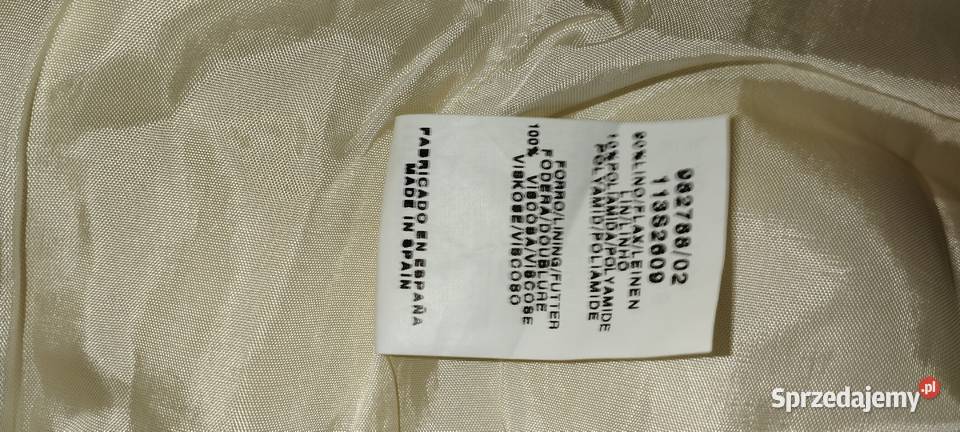 982788/02
113S2609
90%LINO/FLAX/LEINEN
LIN/LINHO
10%POLIAMIDA/POLYAMIDE
POLYAMID/POLIAMIDE
FORRO/LINING/FUTTER
FODERA/DOUBLURE
100% VISCOSA/VISCOSE
VISKOSE/VISCOSO
FABRICADO EN ESPAÑA
MADE IN SPAIN
Sprzedajemy.pl